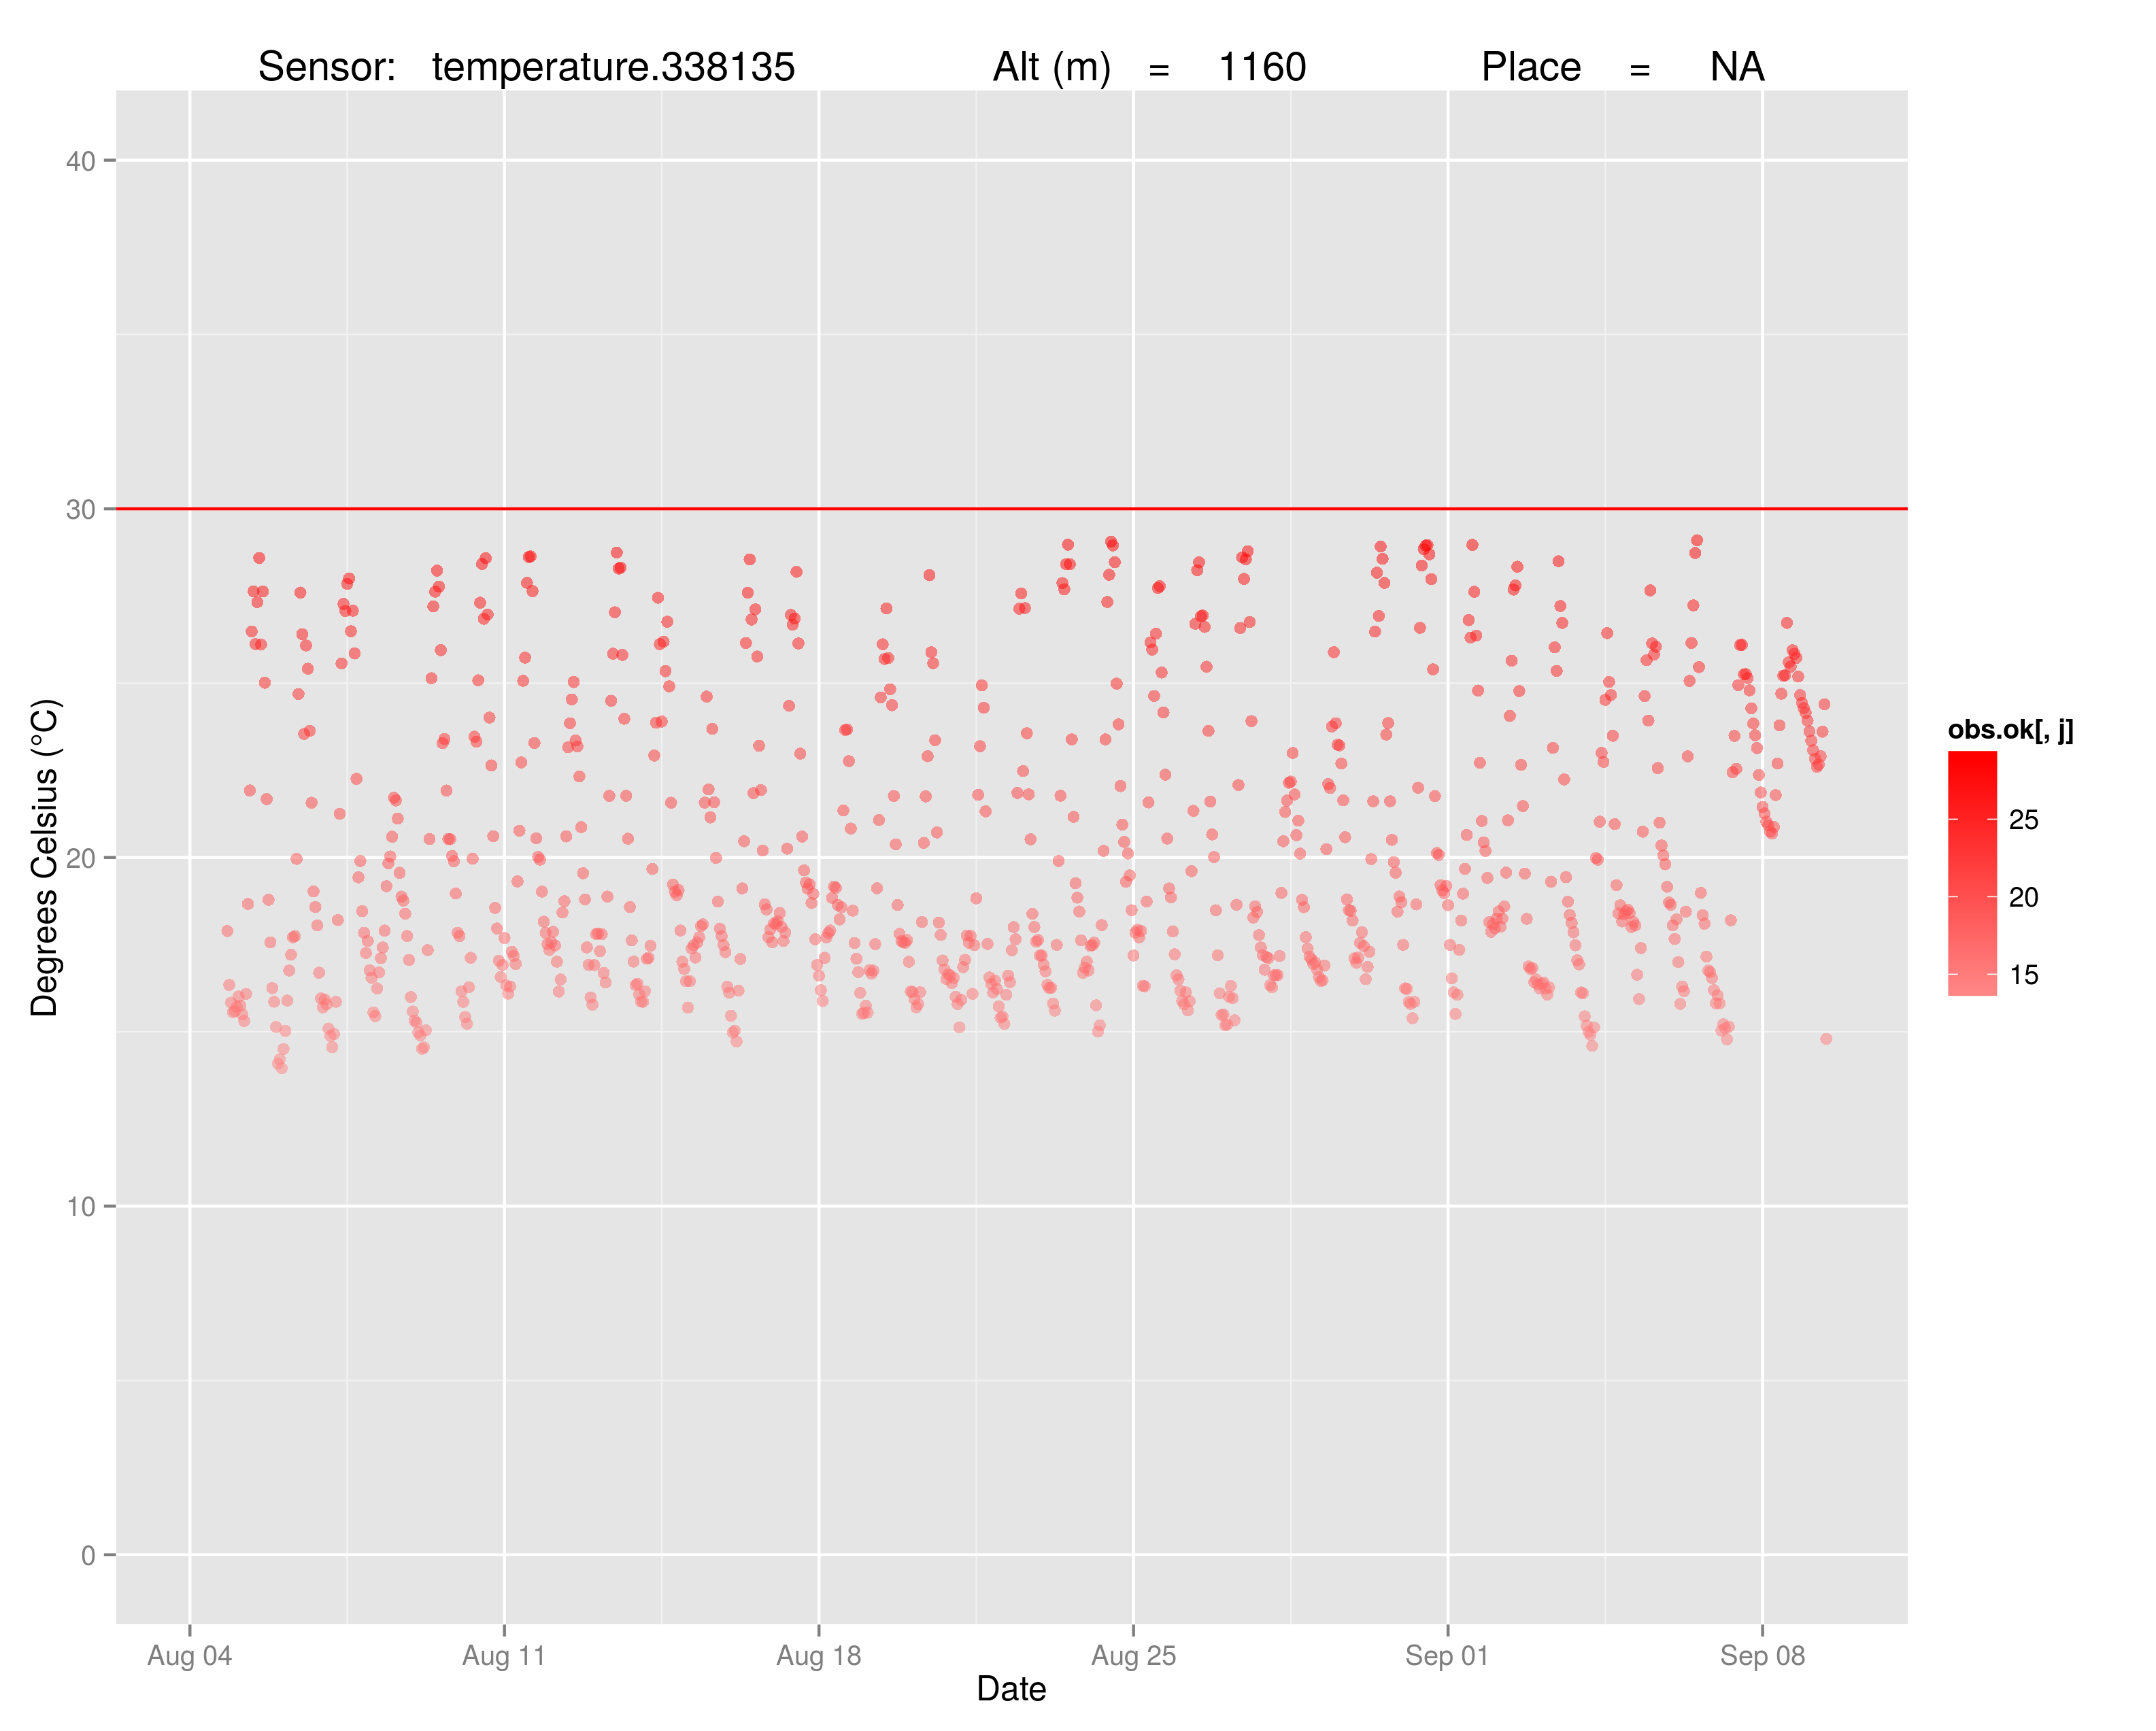 Sensor: temperature.338135 Alt (m) = 1160 Place = NA
40
30
20
10
0
Degrees Celsius (°C)
Aug 04 Aug 11 Aug 18 Aug 25 Sep 01 Sep 08
Date
obs.ok[, j]
25
20
15